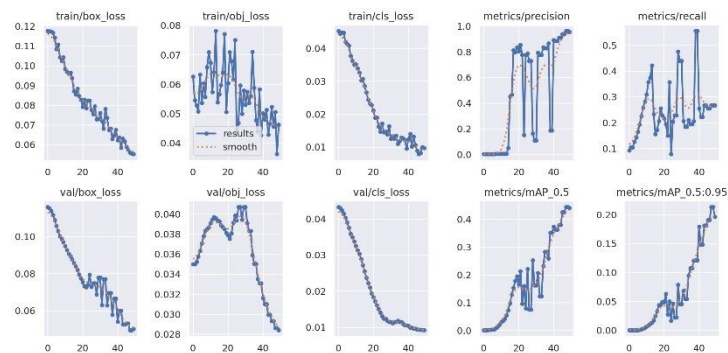 train/box_loss
0.12
0.11
0.10
0.09
0.08
0.07
0.06
0 20 40
train/obj_loss
0.08
0.07
0.06
0.05
0.04
results
smooth
0 20 40
train/cls_loss
0.04
0.03
0.02
0.01
0 20 40
metrics/precision
1.0
0.8
0.6
0.4
0.2
0.0
0 20 40
metrics/recall
0.5
0.4
0.3
0.2
0.1
0 20 40
val/box_loss
0.10
0.08
0.06
0 20 40
val/obj_loss
0.040
0.038
0.036
0.034
0.032
0.030
0.028
0 20 40
val/cls_loss
0.04
0.03
0.02
0.01
0 20 40
metrics/mAP_0.5
0.4
0.3
0.2
0.1
0.0
0 20 40
metrics/mAP_0.5:0.95
0.20
0.15
0.10
0.05
0.00
0 20 40